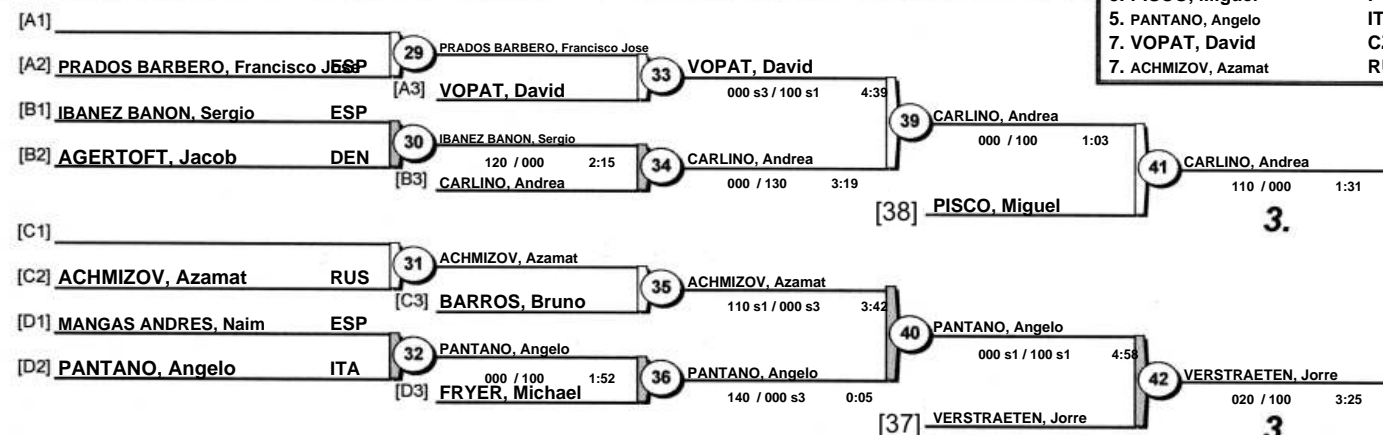 5. PANTANO, Angelo
7. VOPAT, David
7. ACHMIZOV, Azamat
[A1]
[A2] PRADOS BARBERO, Francisco Jose ESP
29
PRADOS BARBERO, Francisco Jose
[A3] VOPAT, David
33
VOPAT, David
000 s3 / 100 s1 4:39
[B1] IBANEZ BANON, Sergio ESP
[B2] AGERTOFT, Jacob DEN
30
IBANEZ BANON, Sergio
120 / 000 2:15
[B3] CARLINO, Andrea
34
CARLINO, Andrea
000 / 130 3:19
39
CARLINO, Andrea
000 / 100 1:03
[38] PISCO, Miguel
41
CARLINO, Andrea
110 / 000 1:31
3.
[C1]
[C2] ACHMIZOV, Azamat RUS
31
ACHMIZOV, Azamat
[C3] BARROS, Bruno
35
ACHMIZOV, Azamat
110 s1 / 000 s3 3:42
[D1] MANGAS ANDRES, Naim ESP
[D2] PANTANO, Angelo ITA
32
PANTANO, Angelo
000 / 100 1:52
[D3] FRYER, Michael
36
PANTANO, Angelo
140 / 000 s3 0:05
40
PANTANO, Angelo
000 s1 / 100 s1 4:58
[37] VERSTRAETEN, Jorre
42
VERSTRAETEN, Jorre
020 / 100 3:25
3